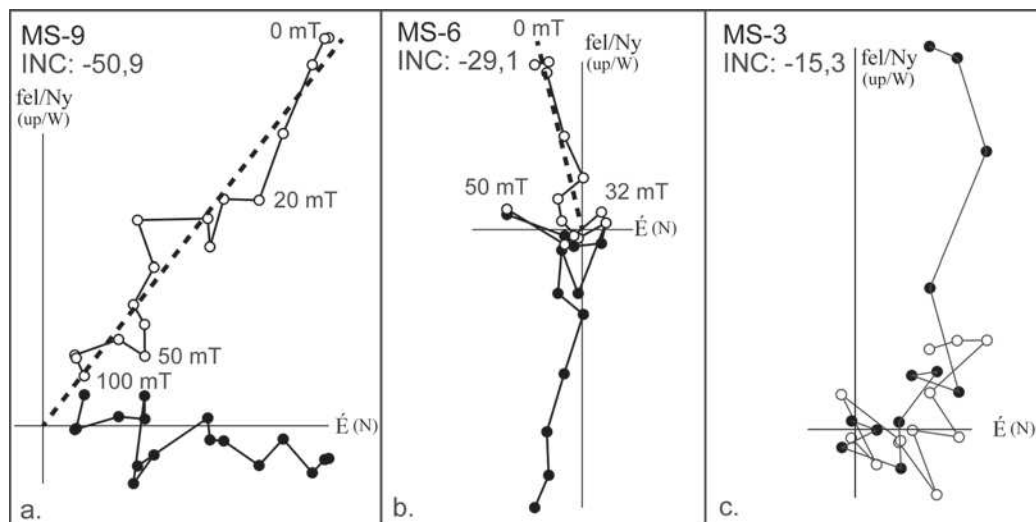 MS-9
INC: -50,9
0 mT
fel/Ny
(up/W)
20 mT
50 mT
100 mT
É (N)
a.
MS-6
INC: -29,1
0 mT
fel/Ny
(up/W)
50 mT
32 mT
É (N)
b.
MS-3
INC: -15,3
fel/Ny
(up/W)
É (N)
c.